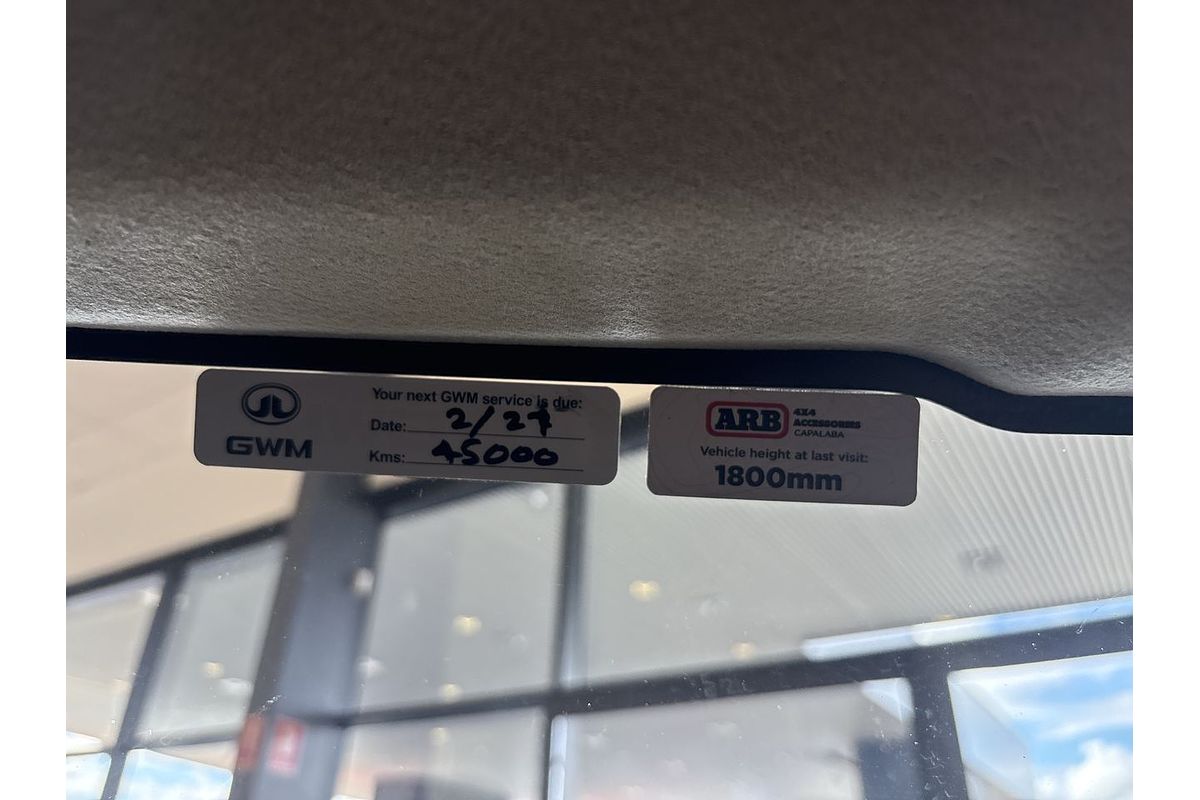 GWM
Your next GWM service is due:
Date: 2/27
Kms: 45000
ARB
4X4
ACCESSORIES
CAPALABA
Vehicle height at last visit:
1800mm